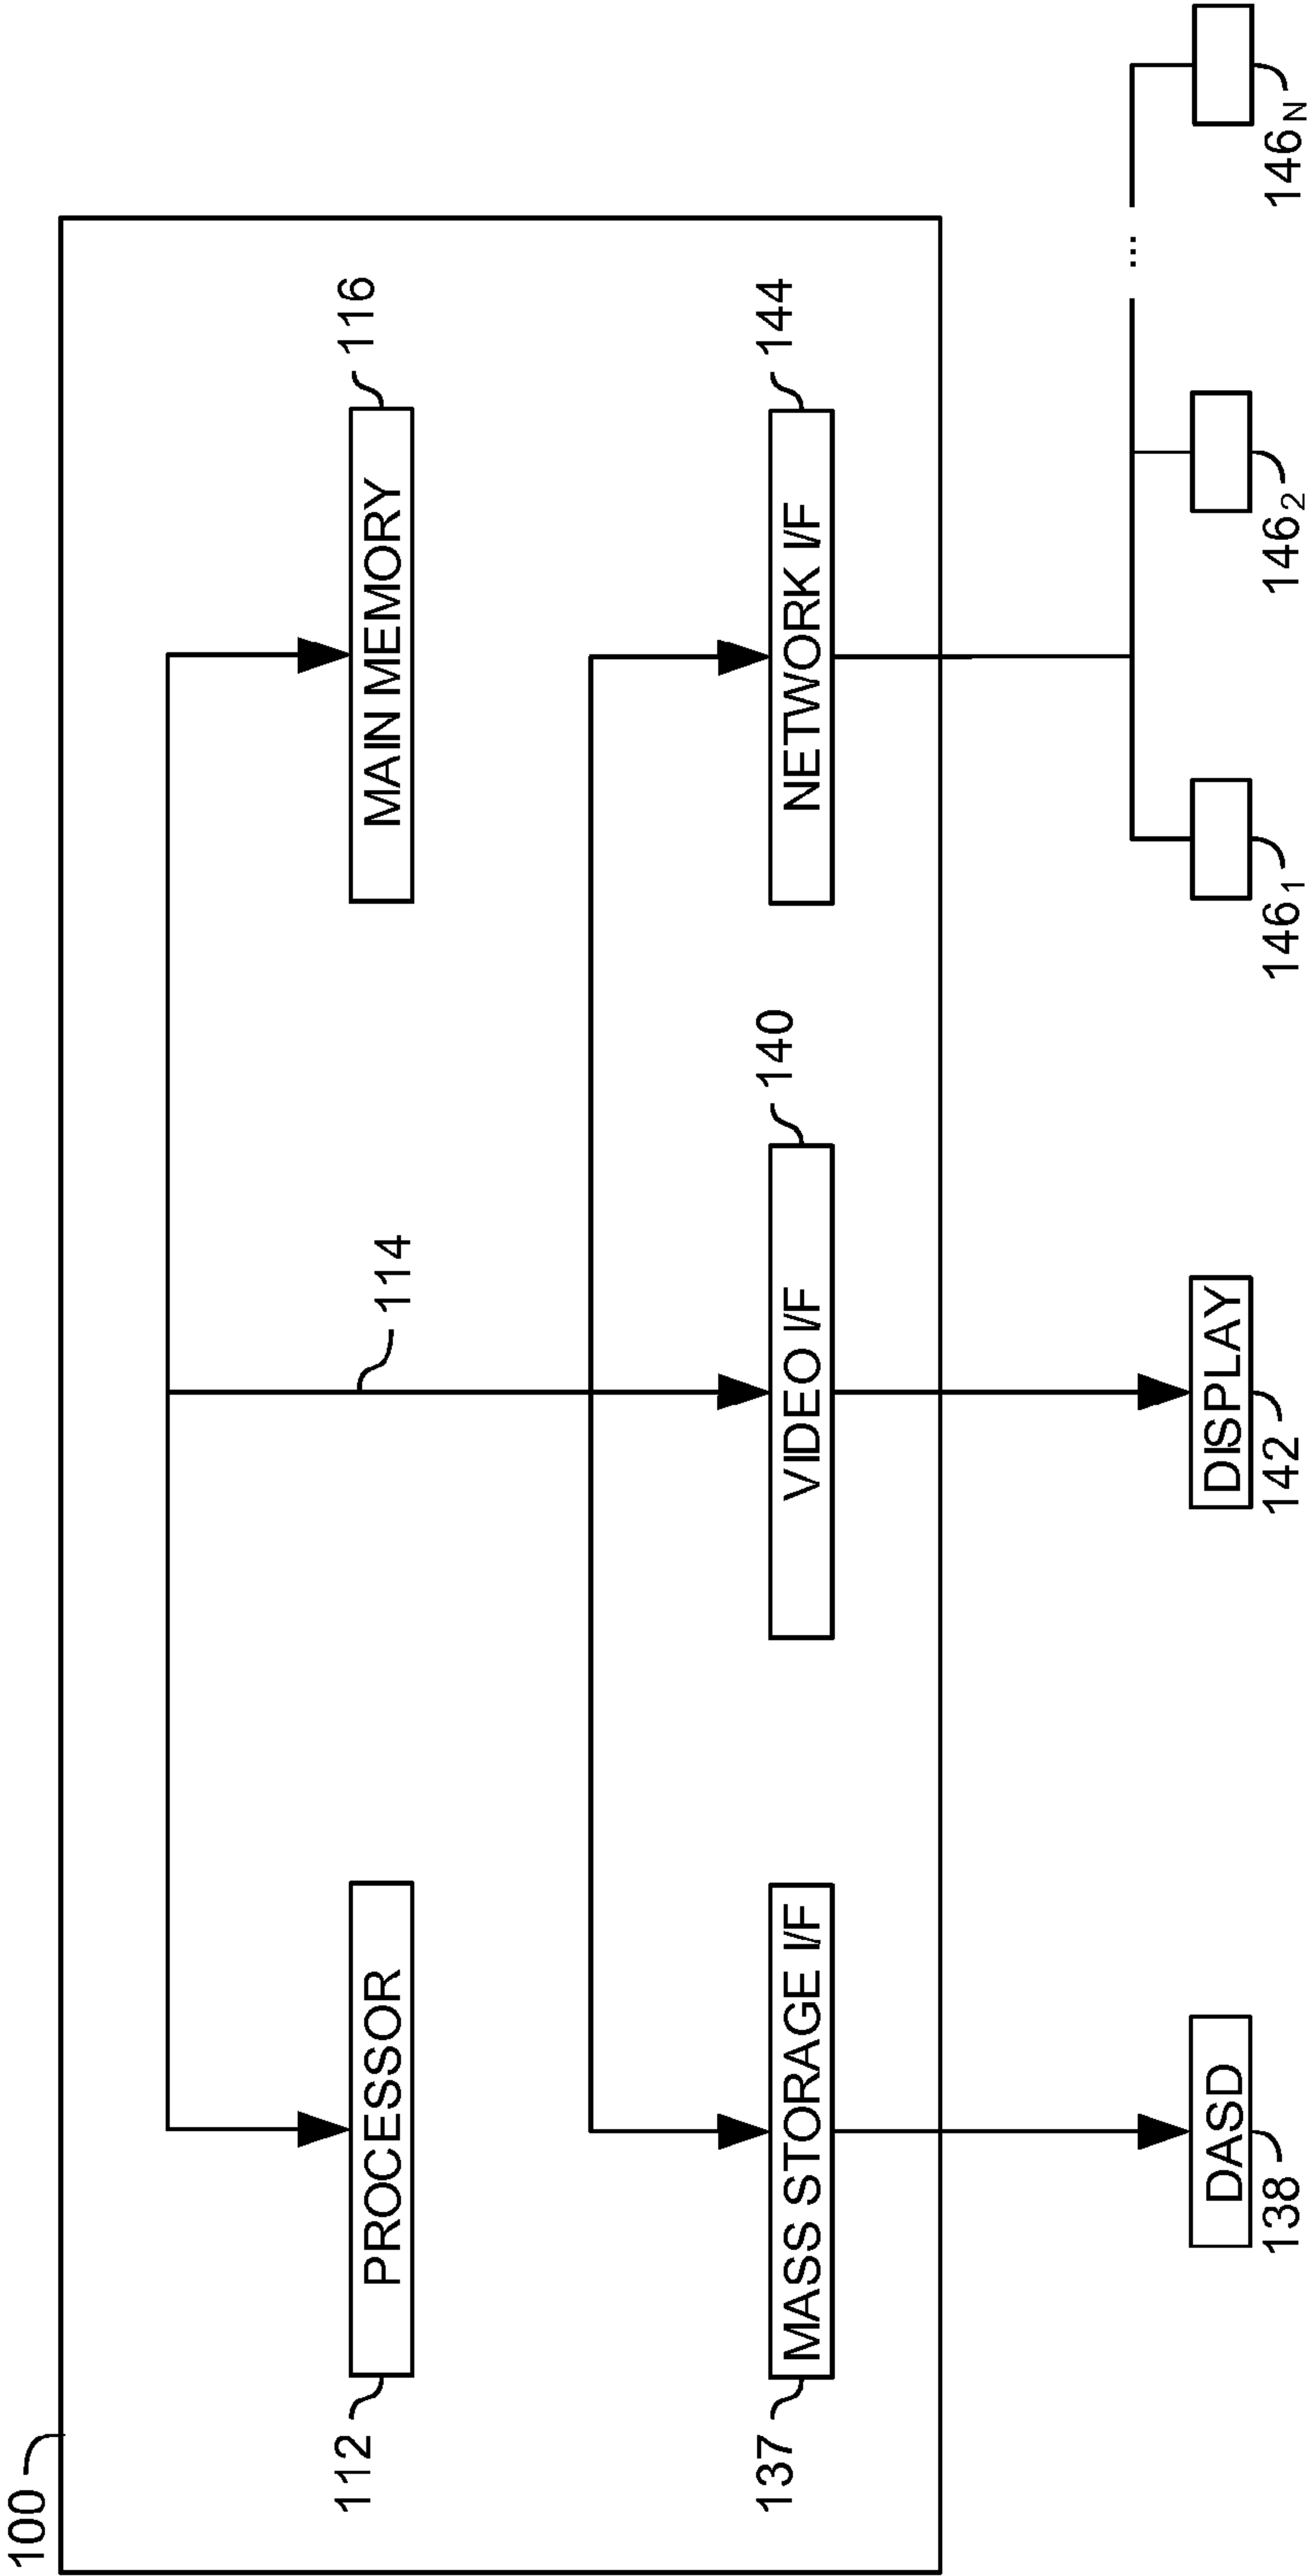 100
112
PROCESSOR
114
MAIN MEMORY
116
137
MASS STORAGE I/F
VIDEO I/F
140
NETWORK I/F
144
...
DASD
138
DISPLAY
142
146₁
146₂
146N